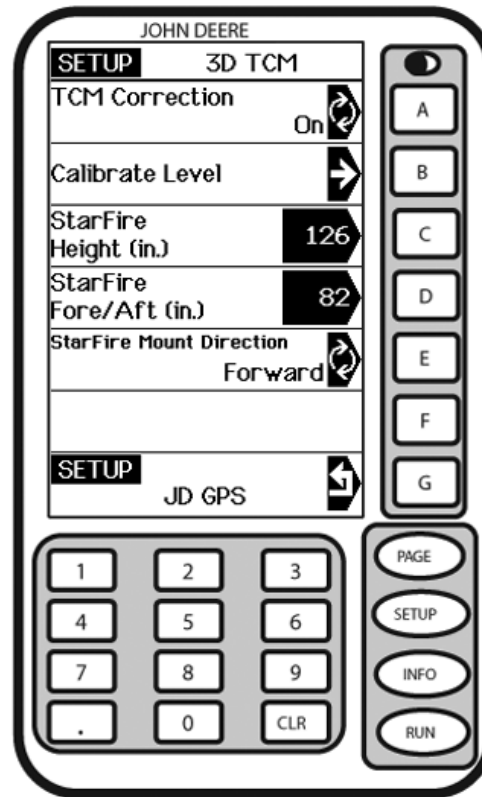 JOHN DEERE
SETUP 3D TCM
TCM Correction
On
Calibrate Level
StarFire
Height (in.) 126
StarFire
Fore/Aft (in.) 82
StarFire Mount Direction
Forward
SETUP
JD GPS
A
B
C
D
E
F
G
1 2 3
4 5 6
7 8 9
. 0 CLR
PAGE
SETUP
INFO
RUN